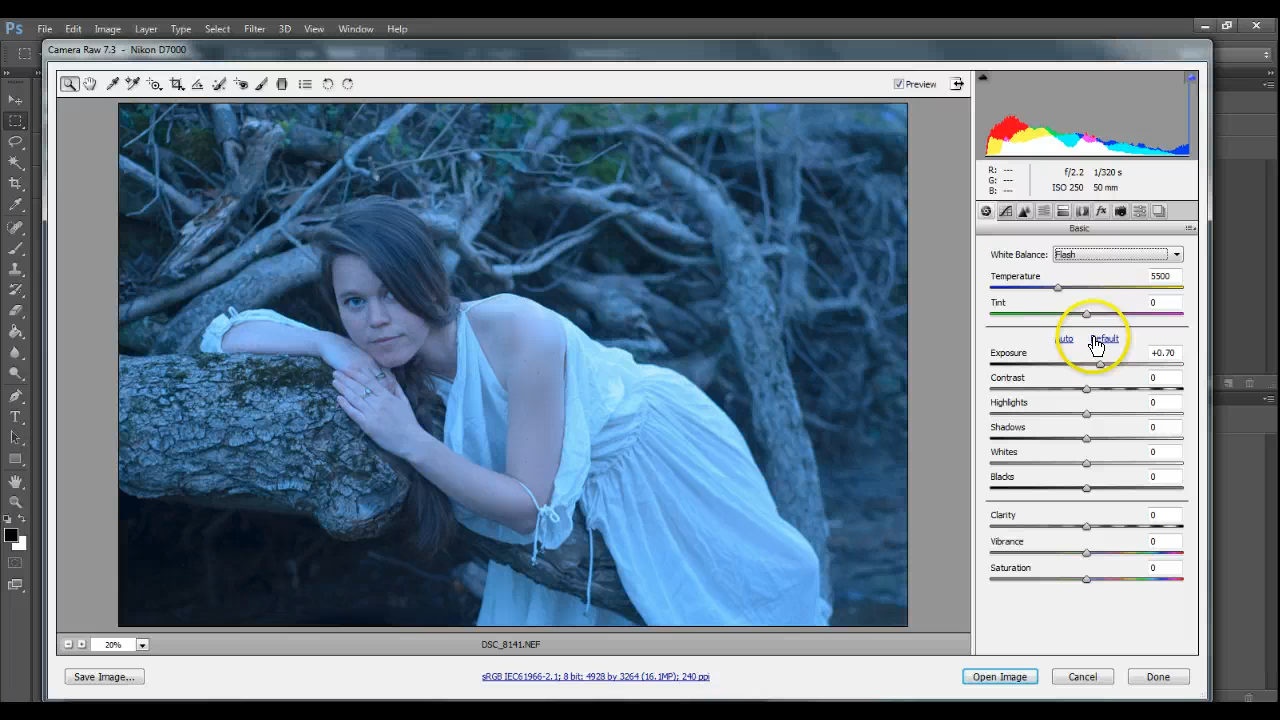 Ps File Edit Image Layer Type Select Filter 3D View Window Help
Camera Raw 7.3 - Nikon D7000
Preview
R: ---
G: ---
B: ---
f/2.2 1/320 s
ISO 250 50 mm
Basic
White Balance: Flash
Temperature 5500
Tint 0
Auto Default
Exposure +0.70
Contrast 0
Highlights 0
Shadows 0
Whites 0
Blacks 0
Clarity 0
Vibrance 0
Saturation 0
20%
DSC_8141.NEF
Save Image...
sRGB IEC61966-2.1; 8 bit; 4928 by 3264 (16.1MP); 240 ppi
Open Image Cancel Done